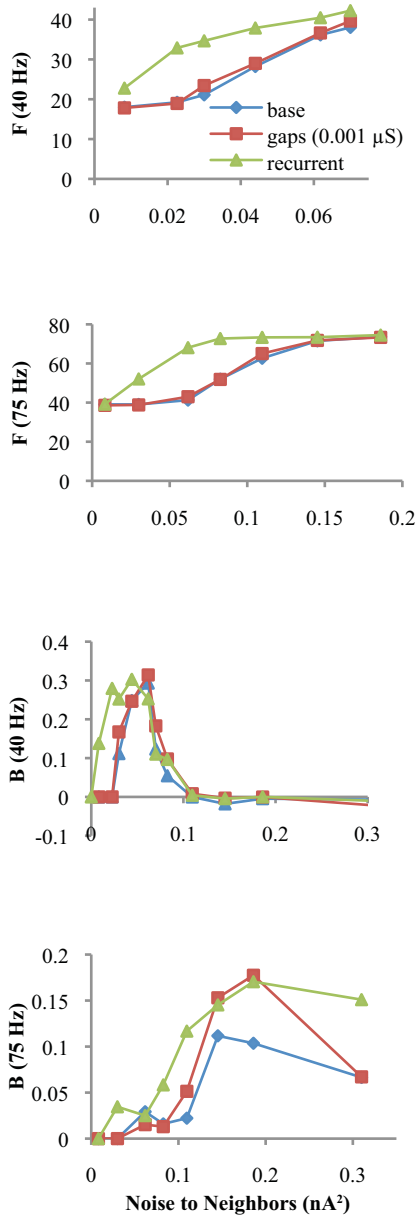 F (40 Hz)
40
30
20
10
0
0 0.02 0.04 0.06
base
gaps (0.001 µS)
recurrent
F (75 Hz)
80
60
40
20
0
0 0.05 0.1 0.15 0.2
B (40 Hz)
0.4
0.3
0.2
0.1
0
-0.1
0 0.1 0.2 0.3
B (75 Hz)
0.2
0.15
0.1
0.05
0
0 0.1 0.2 0.3
Noise to Neighbors (nA²)